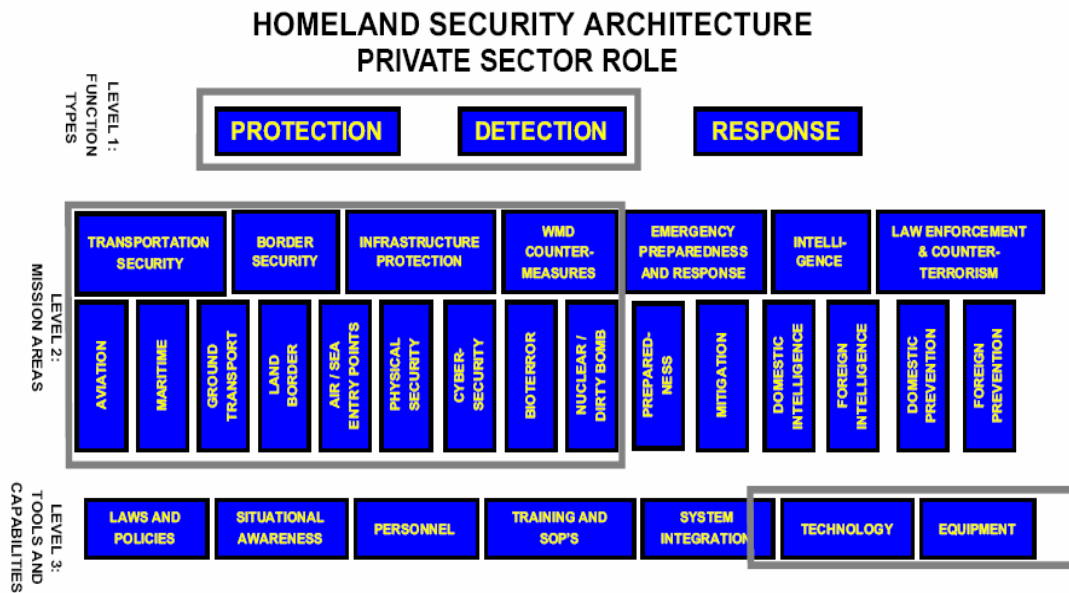 HOMELAND SECURITY ARCHITECTURE
PRIVATE SECTOR ROLE
LEVEL 1:
FUNCTION
TYPES
PROTECTION
DETECTION
RESPONSE
LEVEL 2:
MISSION AREAS
TRANSPORTATION
SECURITY
BORDER
SECURITY
INFRASTRUCTURE
PROTECTION
WMD
COUNTER-
MEASURES
EMERGENCY
PREPAREDNESS
AND RESPONSE
INTELLI-
GENCE
LAW ENFORCEMENT
& COUNTER-
TERRORISM
AVIATION
MARITIME
GROUND
TRANSPORT
LAND
BORDER
AIR / SEA
ENTRY POINTS
PHYSICAL
SECURITY
CYBER-
SECURITY
BIOTERROR
NUCLEAR /
DIRTY BOMB
PREPARED-
NESS
MITIGATION
DOMESTIC
INTELLIGENCE
FOREIGN
INTELLIGENCE
DOMESTIC
PREVENTION
FOREIGN
PREVENTION
LEVEL 3:
TOOLS AND
CAPABILITIES
LAWS AND
POLICIES
SITUATIONAL
AWARENESS
PERSONNEL
TRAINING AND
SOP'S
SYSTEM
INTEGRATION
TECHNOLOGY
EQUIPMENT